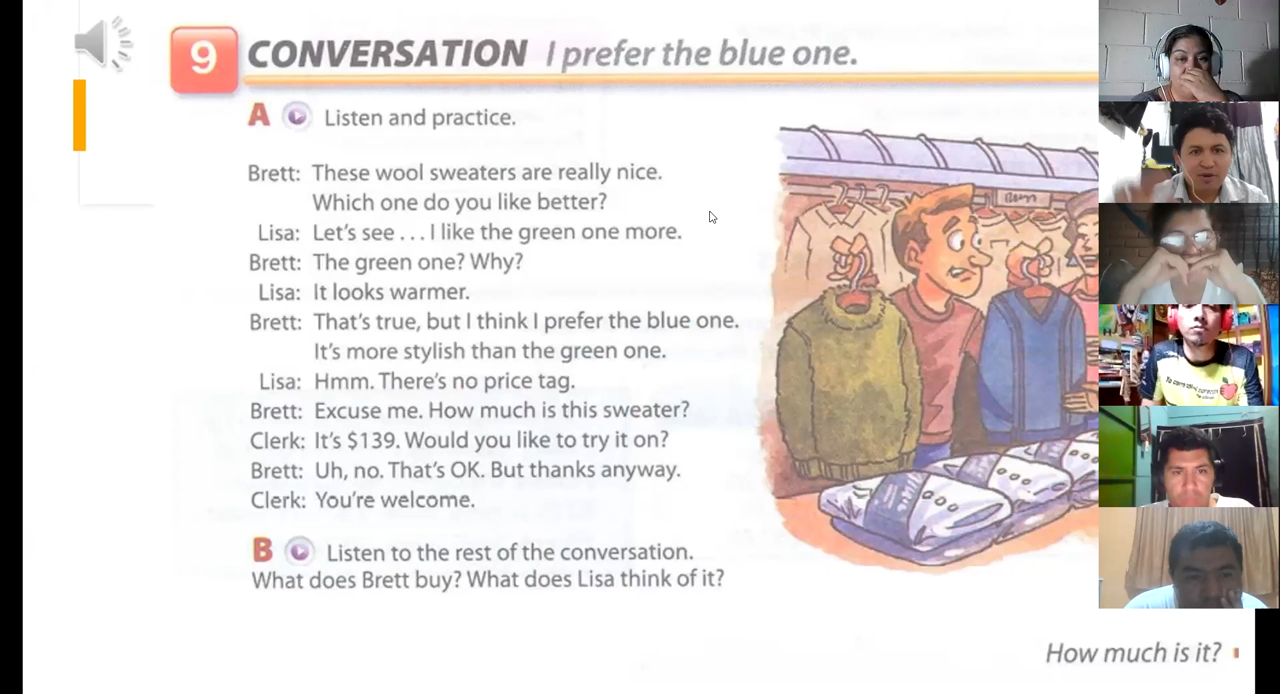 9 CONVERSATION I prefer the blue one.
A Listen and practice.
Brett: These wool sweaters are really nice.
Which one do you like better?
Lisa: Let's see . . . I like the green one more.
Brett: The green one? Why?
Lisa: It looks warmer.
Brett: That's true, but I think I prefer the blue one.
It's more stylish than the green one.
Lisa: Hmm. There's no price tag.
Brett: Excuse me. How much is this sweater?
Clerk: It's $139. Would you like to try it on?
Brett: Uh, no. That's OK. But thanks anyway.
Clerk: You're welcome.
B Listen to the rest of the conversation.
What does Brett buy? What does Lisa think of it?
How much is it?